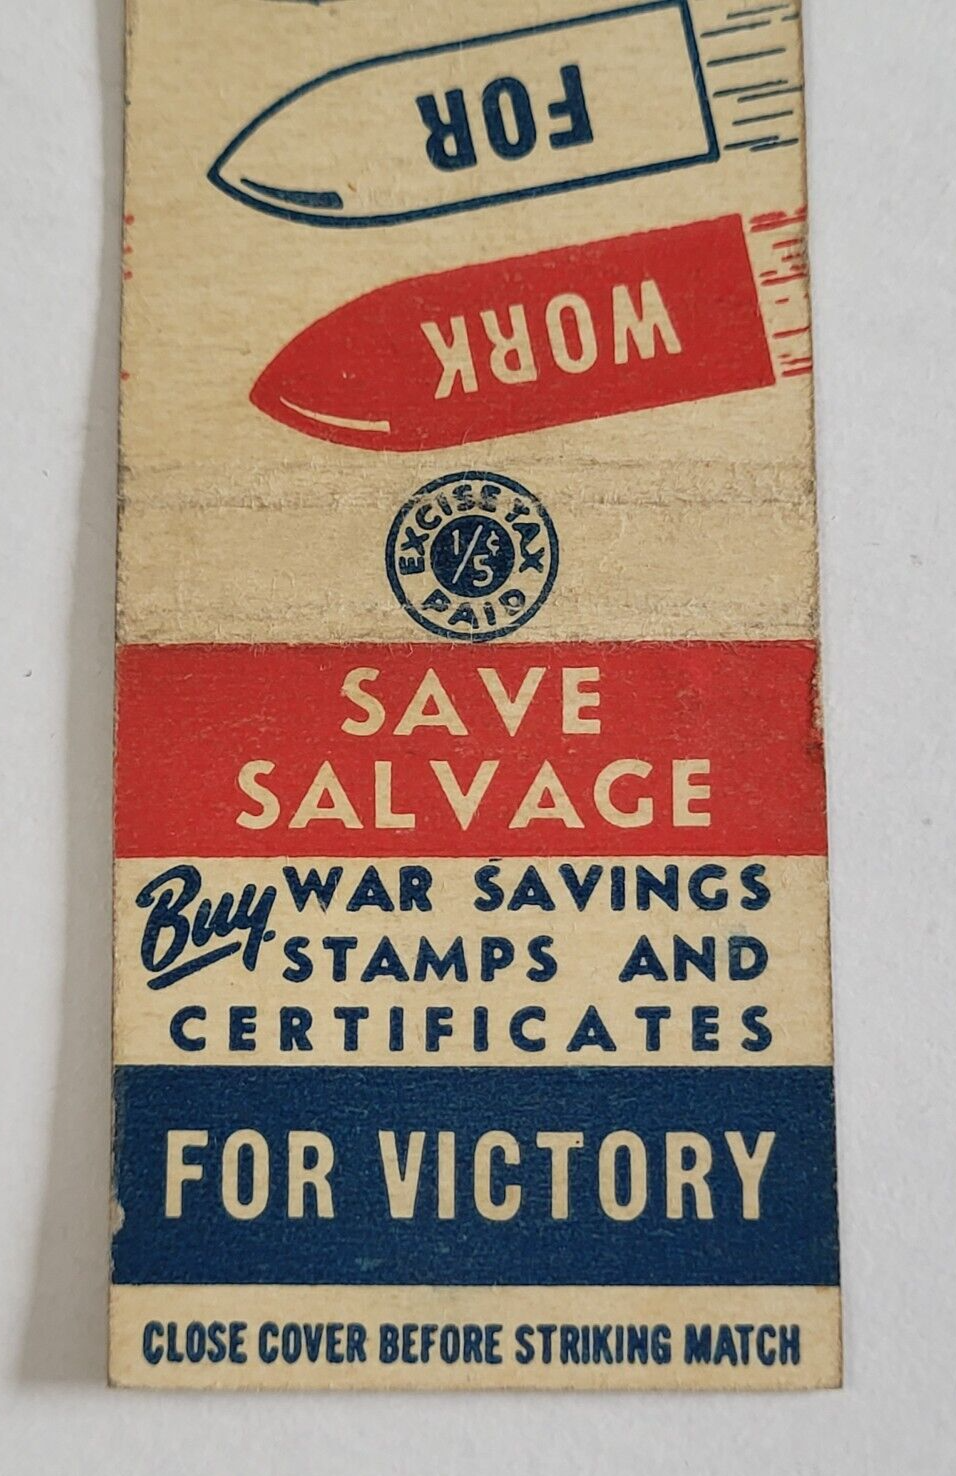 FOR
WORK
EXCISE TAX
1/5¢
PAID
SAVE
SALVAGE
Buy WAR SAVINGS
STAMPS AND
CERTIFICATES
FOR VICTORY
CLOSE COVER BEFORE STRIKING MATCH